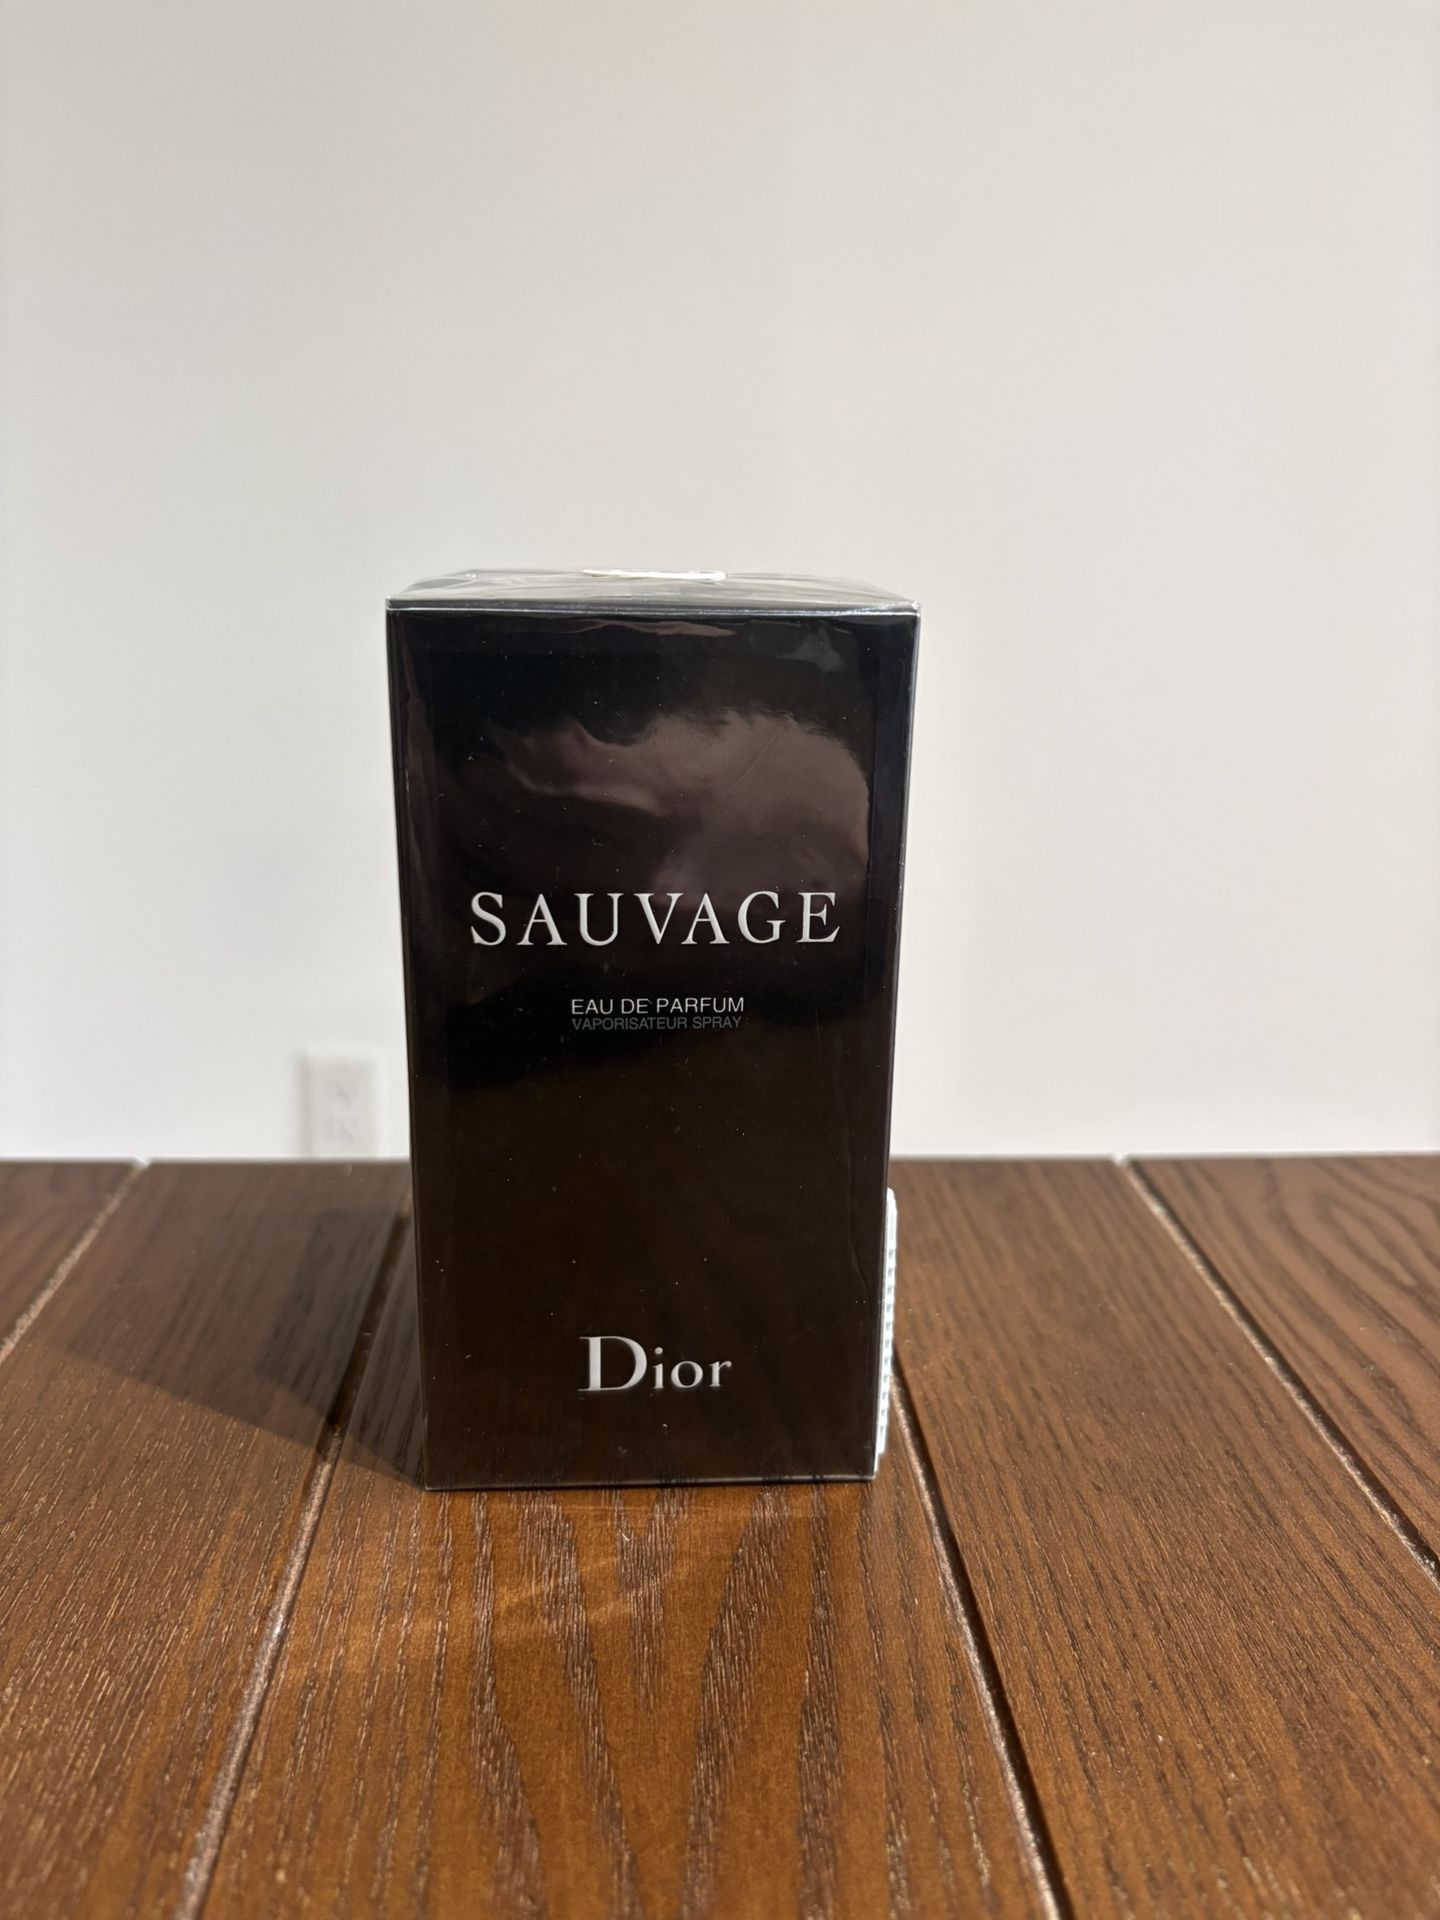 SAUVAGE
EAU DE PARFUM
VAPORISATEUR SPRAY
Dior